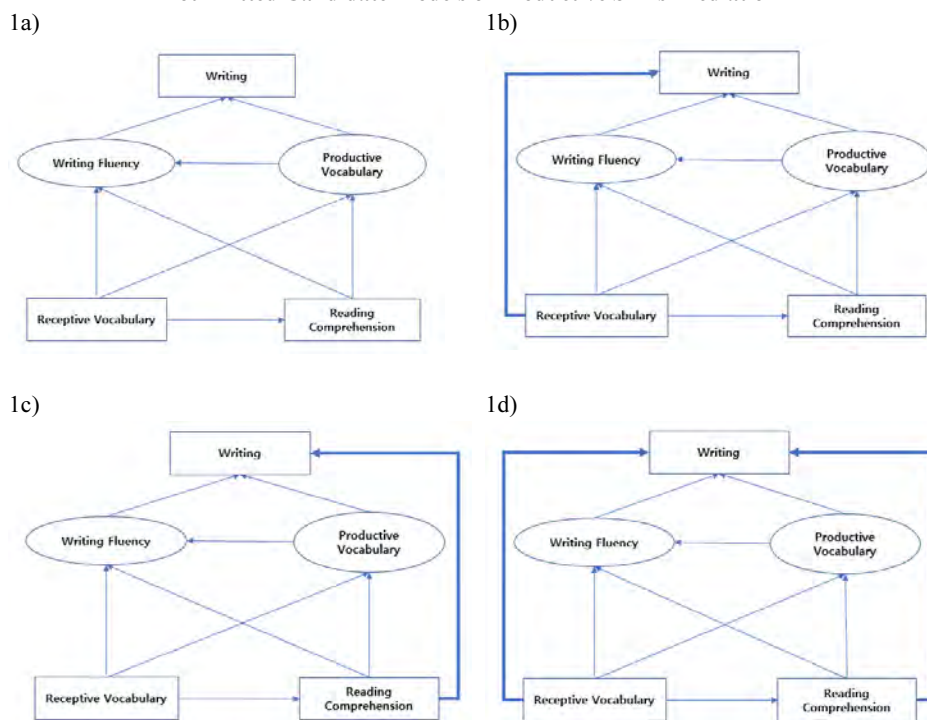 1a)
1b)
Writing
Writing Fluency
Productive
Vocabulary
Receptive Vocabulary
Reading
Comprehension
Writing
Writing Fluency
Productive
Vocabulary
Receptive Vocabulary
Reading
Comprehension
1c)
1d)
Writing
Writing Fluency
Productive
Vocabulary
Receptive Vocabulary
Reading
Comprehension
Writing
Writing Fluency
Productive
Vocabulary
Receptive Vocabulary
Reading
Comprehension